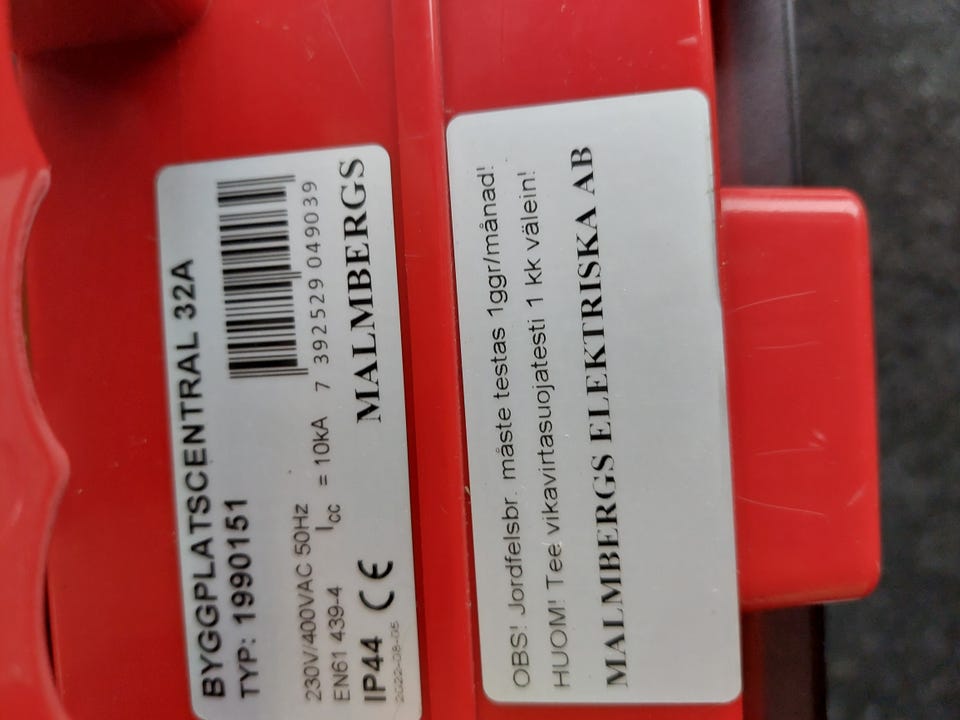 BYGGPLATSCENTRAL 32A
TYP: 1990151
230V/400VAC 50Hz
EN61 439-4 Icc = 10kA
IP44 CE
2022-08-05
7 392529 049039
MALMBERGS
OBS! Jordfelsbr. måste testas 1ggr/månad!
HUOM! Tee vikavirtasuojatesti 1 kk välein!
MALMBERGS ELEKTRISKA AB